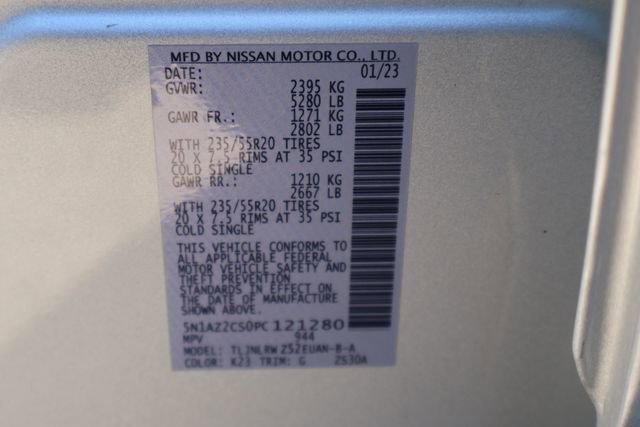 MFD BY NISSAN MOTOR CO., LTD.
DATE: 01/23
GVWR: 2395 KG
5280 LB
GAWR FR.: 1271 KG
2802 LB
WITH 235/55R20 TIRES
20 X 7.5 RIMS AT 35 PSI
COLD SINGLE
GAWR RR.: 1210 KG
2667 LB
WITH 235/55R20 TIRES
20 X 7.5 RIMS AT 35 PSI
COLD SINGLE
THIS VEHICLE CONFORMS TO
ALL APPLICABLE FEDERAL
MOTOR VEHICLE SAFETY AND
THEFT PREVENTION
STANDARDS IN EFFECT ON
THE DATE OF MANUFACTURE
SHOWN ABOVE.
5N1AZ2CS0PC121280
MPV 944
MODEL: TLJNLRWZ52EUAN-B-A
COLOR: K23 TRIM: G ZS30A